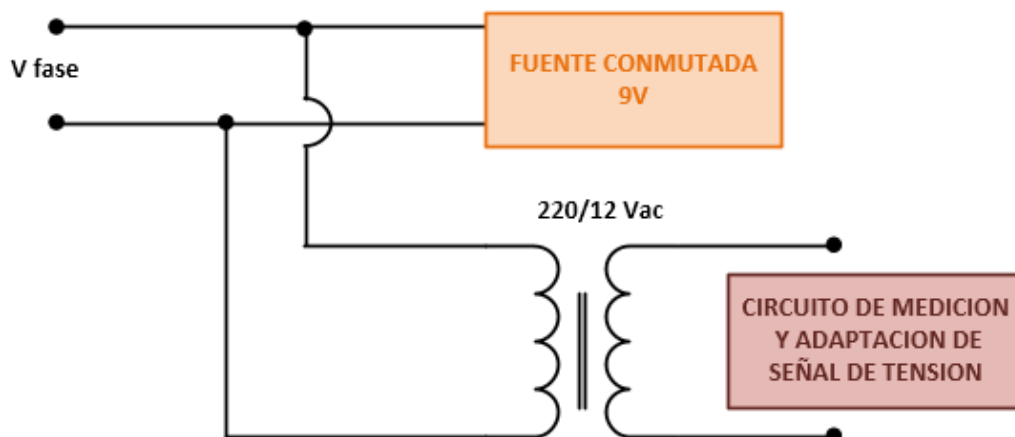 V fase
FUENTE CONMUTADA
9V
220/12 Vac
CIRCUITO DE MEDICION
Y ADAPTACION DE
SEÑAL DE TENSION